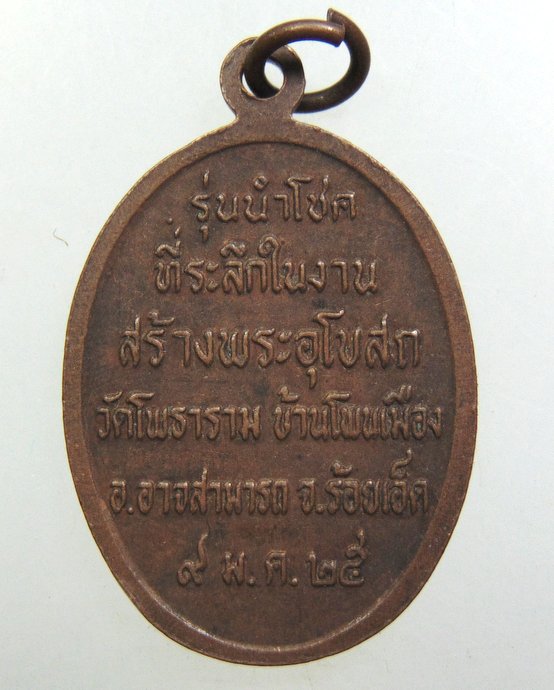 รุ่นนำโชค
ที่ระลึกในงาน
สร้างพระอุโบสถ
วัดโพธาราม บ้านโนนเมือง
อ.อาจสามารถ จ.ร้อยเอ็ด
๙ ม.ค.๒๕